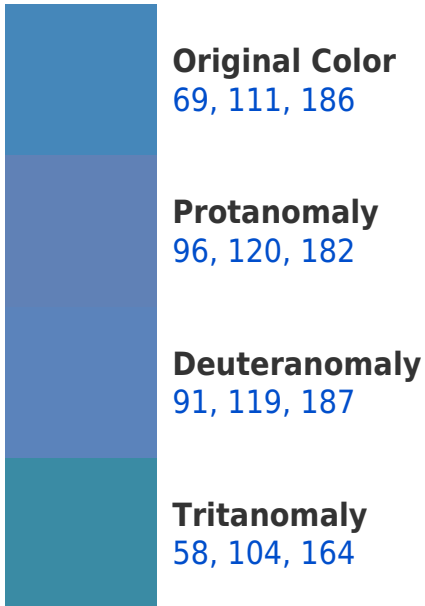 Original Color
69, 111, 186
Protanomaly
96, 120, 182
Deuteranomaly
91, 119, 187
Tritanomaly
58, 104, 164